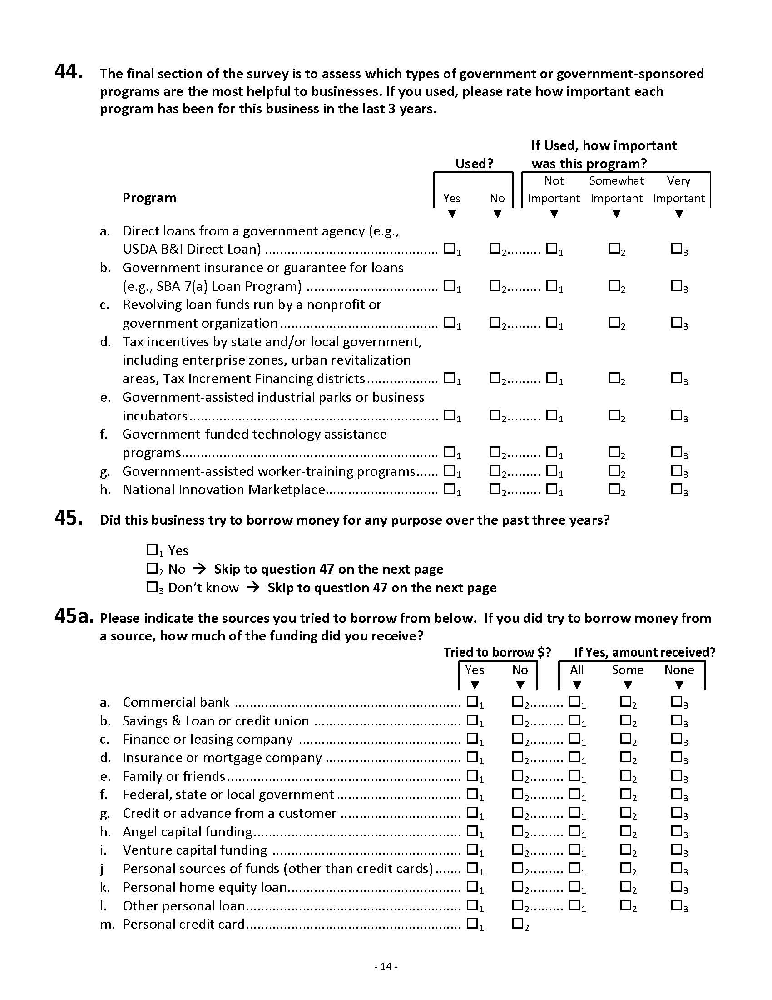 44. The final section of the survey is to assess which types of government or government-sponsored
programs are the most helpful to businesses. If you used, please rate how important each
program has been for this business in the last 3 years.
If Used, how important
Used? was this program?
Not Somewhat Very
Program Yes No Important Important Important
▼ ▼ ▼ ▼ ▼
a. Direct loans from a government agency (e.g.,
USDA B&I Direct Loan) .............................................. □1 □2......... □1 □2 □3
b. Government insurance or guarantee for loans
(e.g., SBA 7(a) Loan Program) ................................... □1 □2......... □1 □2 □3
c. Revolving loan funds run by a nonprofit or
government organization.......................................... □1 □2......... □1 □2 □3
d. Tax incentives by state and/or local government,
including enterprise zones, urban revitalization
areas, Tax Increment Financing districts................... □1 □2......... □1 □2 □3
e. Government-assisted industrial parks or business
incubators.................................................................. □1 □2......... □1 □2 □3
f. Government-funded technology assistance
programs.................................................................... □1 □2......... □1 □2 □3
g. Government-assisted worker-training programs...... □1 □2......... □1 □2 □3
h. National Innovation Marketplace.............................. □1 □2......... □1 □2 □3
45. Did this business try to borrow money for any purpose over the past three years?
□1 Yes
□2 No → Skip to question 47 on the next page
□3 Don't know → Skip to question 47 on the next page
45a. Please indicate the sources you tried to borrow from below. If you did try to borrow money from
a source, how much of the funding did you receive?
Tried to borrow $? If Yes, amount received?
Yes No All Some None
▼ ▼ ▼ ▼ ▼
a. Commercial bank ............................................................ □1 □2......... □1 □2 □3
b. Savings & Loan or credit union ....................................... □1 □2......... □1 □2 □3
c. Finance or leasing company ........................................... □1 □2......... □1 □2 □3
d. Insurance or mortgage company .................................... □1 □2......... □1 □2 □3
e. Family or friends.............................................................. □1 □2......... □1 □2 □3
f. Federal, state or local government ................................. □1 □2......... □1 □2 □3
g. Credit or advance from a customer ................................ □1 □2......... □1 □2 □3
h. Angel capital funding....................................................... □1 □2......... □1 □2 □3
i. Venture capital funding .................................................. □1 □2......... □1 □2 □3
j Personal sources of funds (other than credit cards)....... □1 □2......... □1 □2 □3
k. Personal home equity loan.............................................. □1 □2......... □1 □2 □3
l. Other personal loan......................................................... □1 □2......... □1 □2 □3
m. Personal credit card......................................................... □1 □2
- 14 -